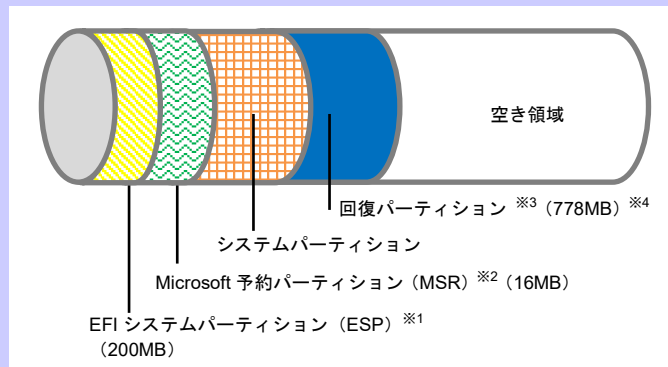 空き領域
回復パーティション ※3（778MB）※4
システムパーティション
Microsoft 予約パーティション（MSR）※2（16MB）
EFI システムパーティション（ESP）※1
（200MB）